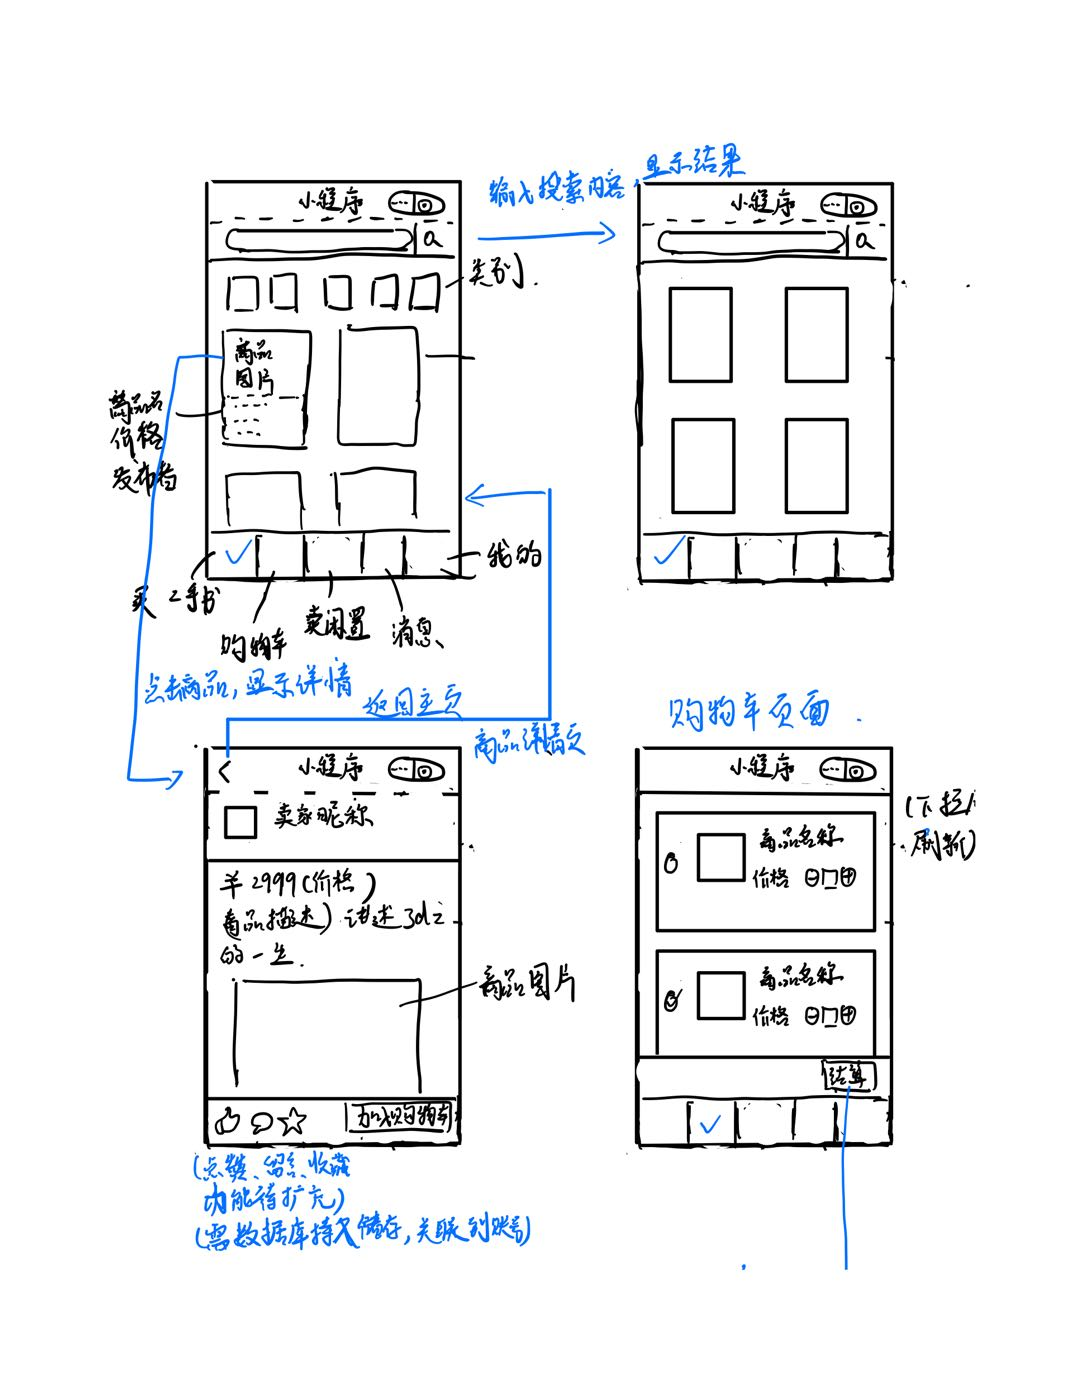 输入搜索内容，显示结果
小程序
小程序
类别
商品
图片
商品名
价格
发布者
我的
买二手书
购物车
卖闲置
消息
点击商品，显示详情
返回主页
商品详情页
购物车页面
小程序
卖家昵称
羊2999(价格)
商品描述) 讲述
的一生.
商品图片
加入购物车
(点赞、留言、收藏
功能待扩充)
(需数据库持久储存，关联到账号)
小程序
(下拉
刷新)
商品名称
价格
商品名称
价格
结算